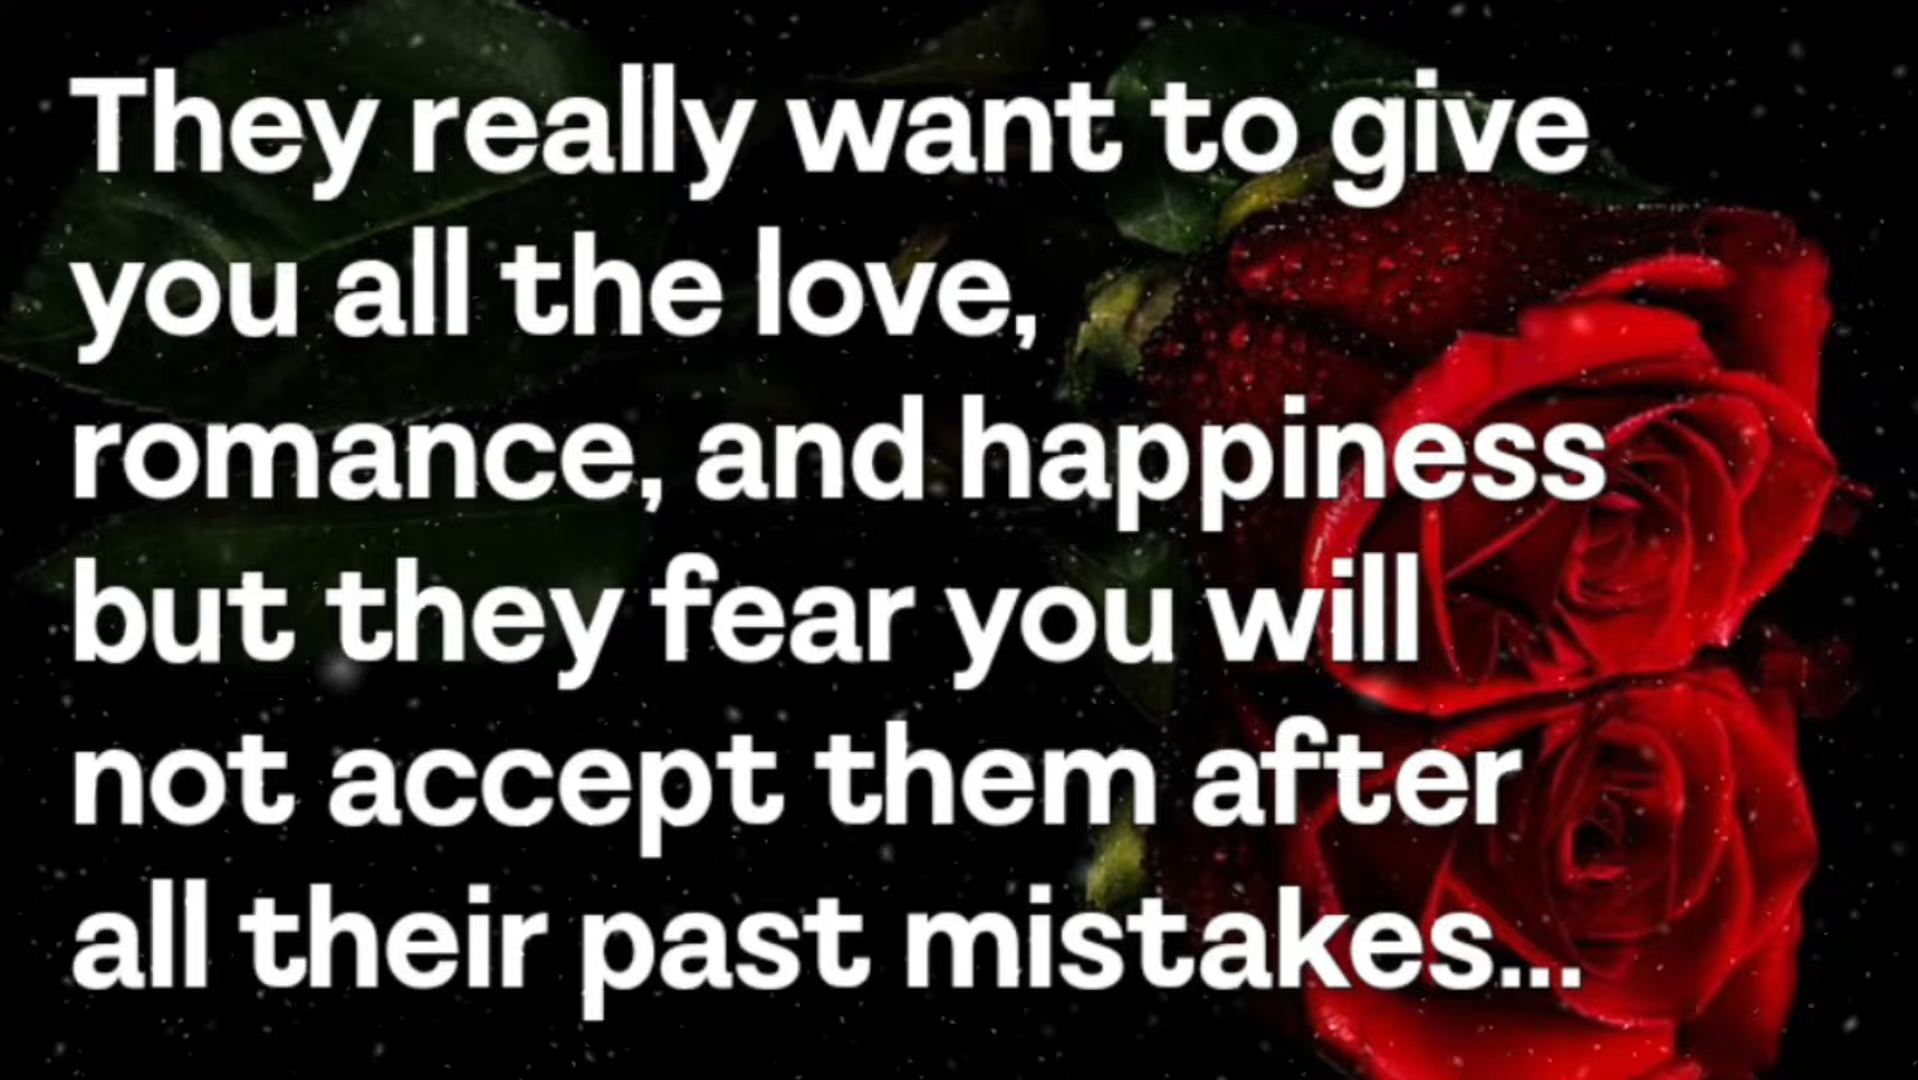 They really want to give
you all the love,
romance, and happiness
but they fear you will
not accept them after
all their past mistakes...